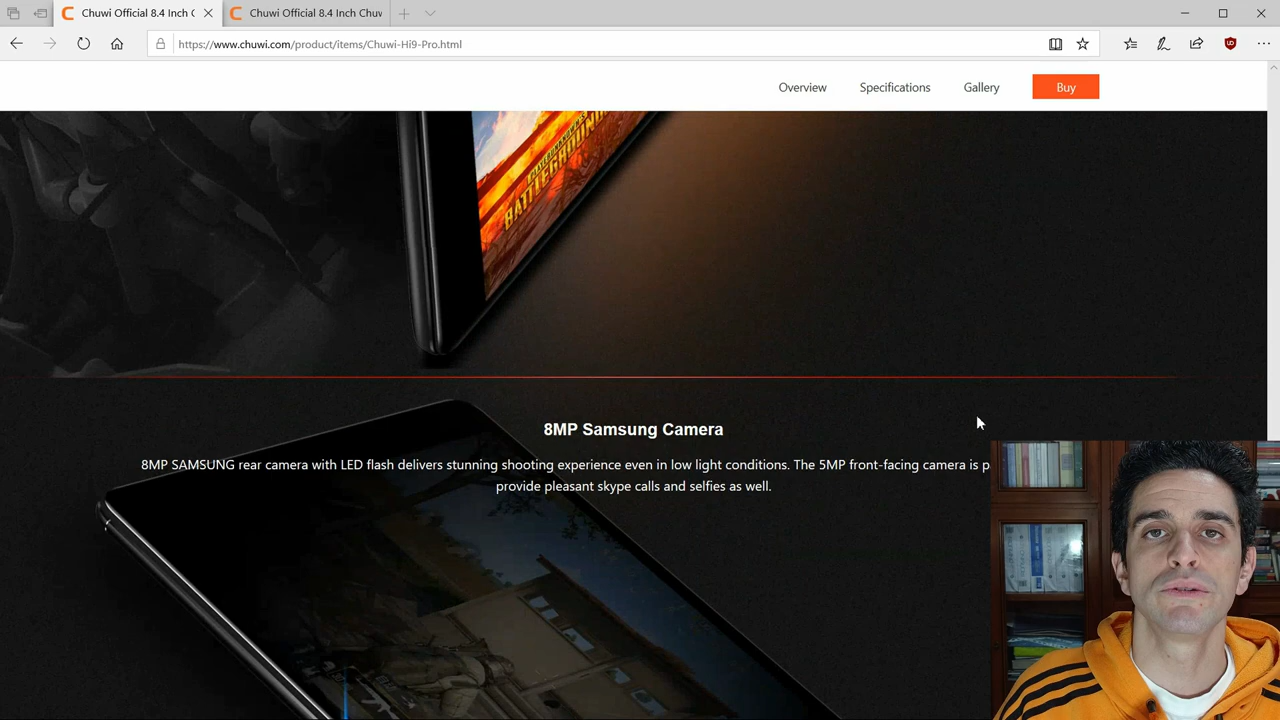 Chuwi Official 8.4 Inch C
Chuwi Official 8.4 Inch Chuw
https://www.chuwi.com/product/items/Chuwi-Hi9-Pro.html
Overview
Specifications
Gallery
Buy
BATTLEGROUNDS
8MP Samsung Camera
8MP SAMSUNG rear camera with LED flash delivers stunning shooting experience even in low light conditions. The 5MP front-facing camera is p
provide pleasant skype calls and selfies as well.